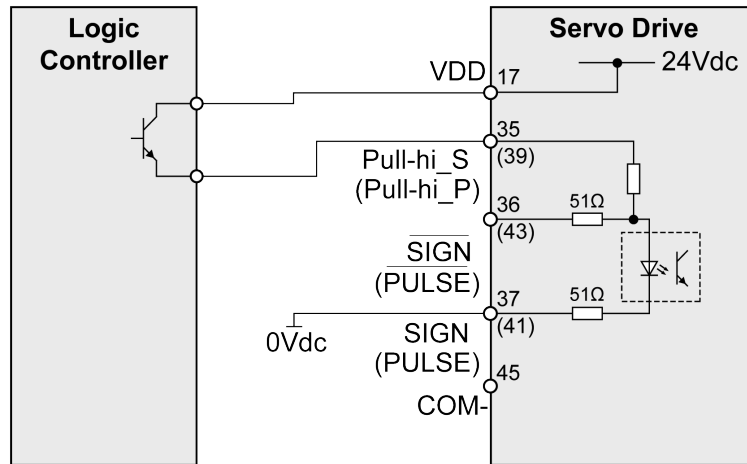 Logic
Controller
Servo Drive
24Vdc
VDD
17
35
(39)
Pull-hi_S
(Pull-hi_P)
36
(43)
51Ω
SIGN
(PULSE)
37
(41)
51Ω
0Vdc
SIGN
(PULSE)
45
COM-